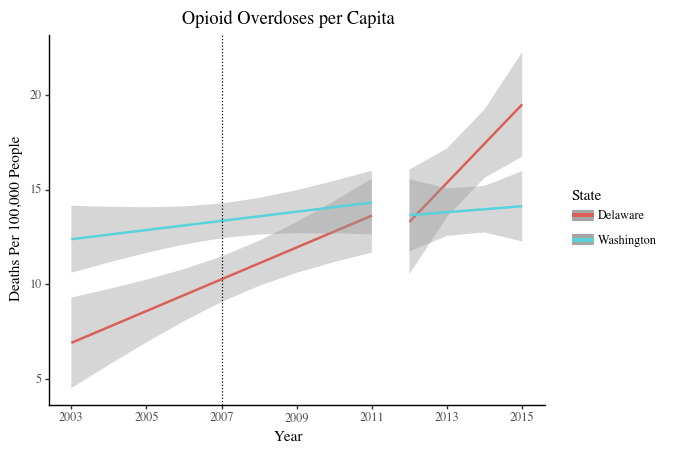 Opioid Overdoses per Capita
Deaths Per 100,000 People
20
15
10
5
2003 2005 2007 2009 2011 2013 2015
Year
State
Delaware
Washington